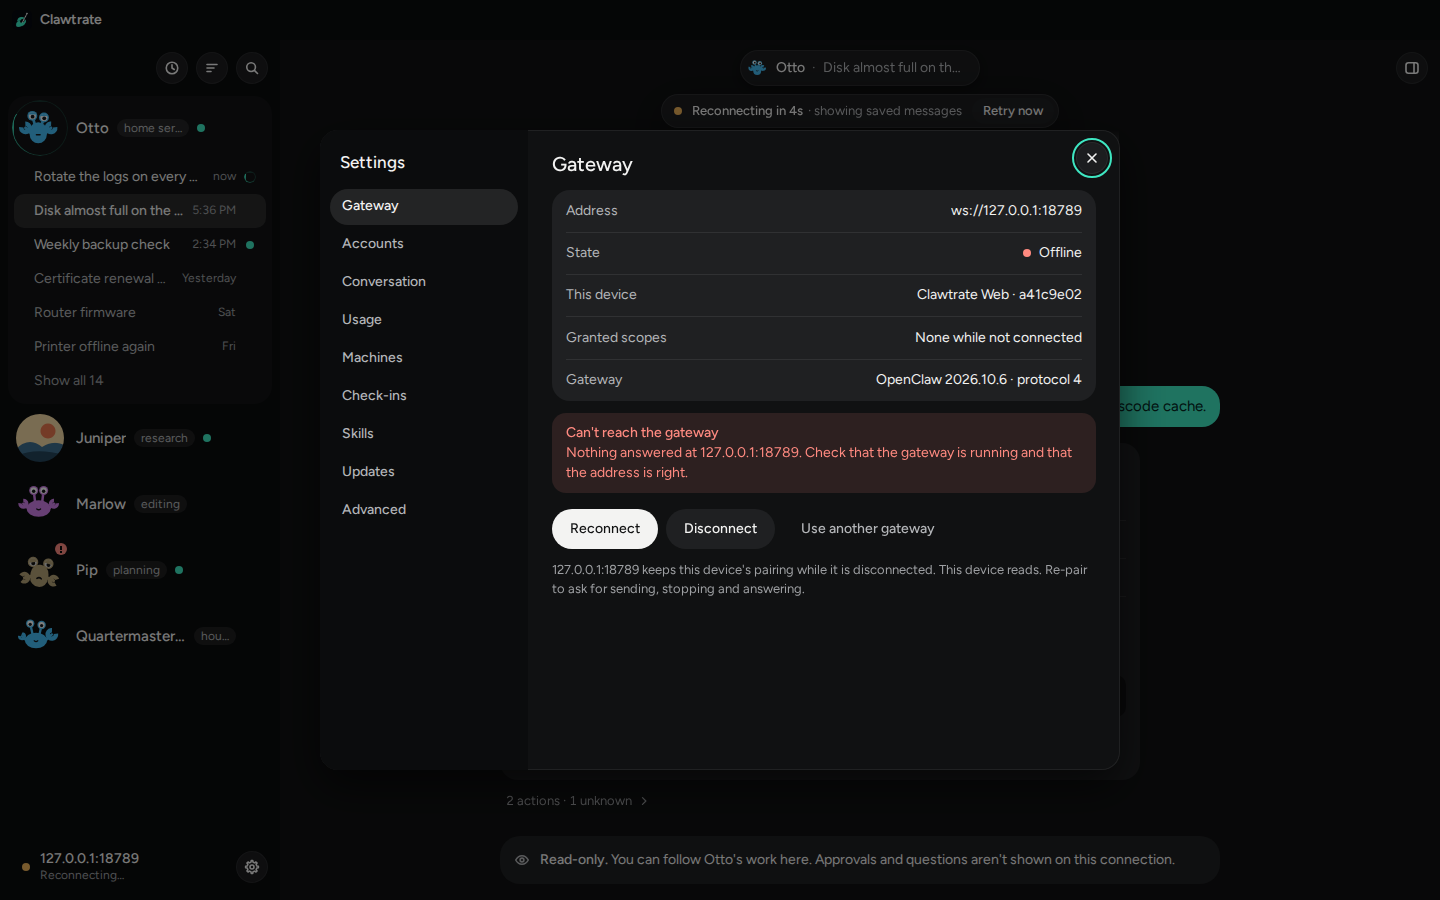 Clawtrate
Otto · Disk almost full on th...
Reconnecting in 4s · showing saved messages Retry now
Otto home ser...
Rotate the logs on every ... now
Disk almost full on the ... 5:36 PM
Weekly backup check 2:34 PM
Certificate renewal ... Yesterday
Router firmware Sat
Printer offline again Fri
Show all 14
Juniper research
Marlow editing
Pip planning
Quartermaster... hou...
127.0.0.1:18789
Reconnecting...
Settings
Gateway
Accounts
Conversation
Usage
Machines
Check-ins
Skills
Updates
Advanced
Gateway
Address ws://127.0.0.1:18789
State Offline
This device Clawtrate Web · a41c9e02
Granted scopes None while not connected
Gateway OpenClaw 2026.10.6 · protocol 4
Can't reach the gateway
Nothing answered at 127.0.0.1:18789. Check that the gateway is running and that
the address is right.
Reconnect Disconnect Use another gateway
127.0.0.1:18789 keeps this device's pairing while it is disconnected. This device reads. Re-pair
to ask for sending, stopping and answering.
scode cache.
2 actions · 1 unknown
Read-only. You can follow Otto's work here. Approvals and questions aren't shown on this connection.